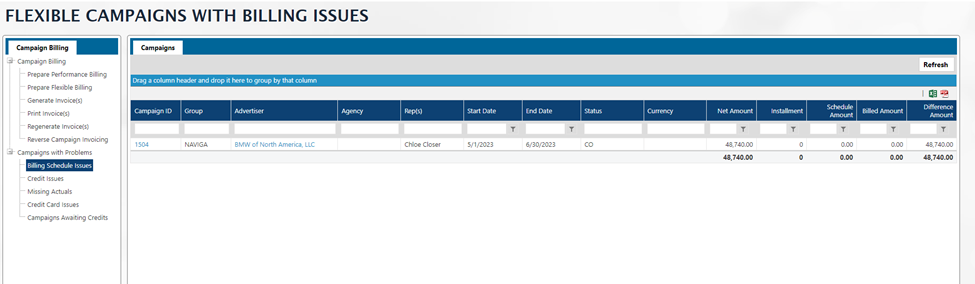 FLEXIBLE CAMPAIGNS WITH BILLING ISSUES
Campaign Billing
Campaign Billing
Prepare Performance Billing
Prepare Flexible Billing
Generate Invoice(s)
Print Invoice(s)
Regenerate Invoice(s)
Reverse Campaign Invoicing
Campaigns with Problems
Billing Schedule Issues
Credit Issues
Missing Actuals
Credit Card Issues
Campaigns Awaiting Credits
Campaigns
Refresh
Drag a column header and drop it here to group by that column
Campaign ID Group Advertiser Agency Rep(s) Start Date End Date Status Currency Net Amount Installment Schedule Amount Billed Amount Difference Amount
1504 NAVIGA BMW of North America, LLC Chloe Closer 5/1/2023 6/30/2023 CO 48,740.00 0 0.00 0.00 48,740.00
48,740.00 0 0.00 0.00 48,740.00